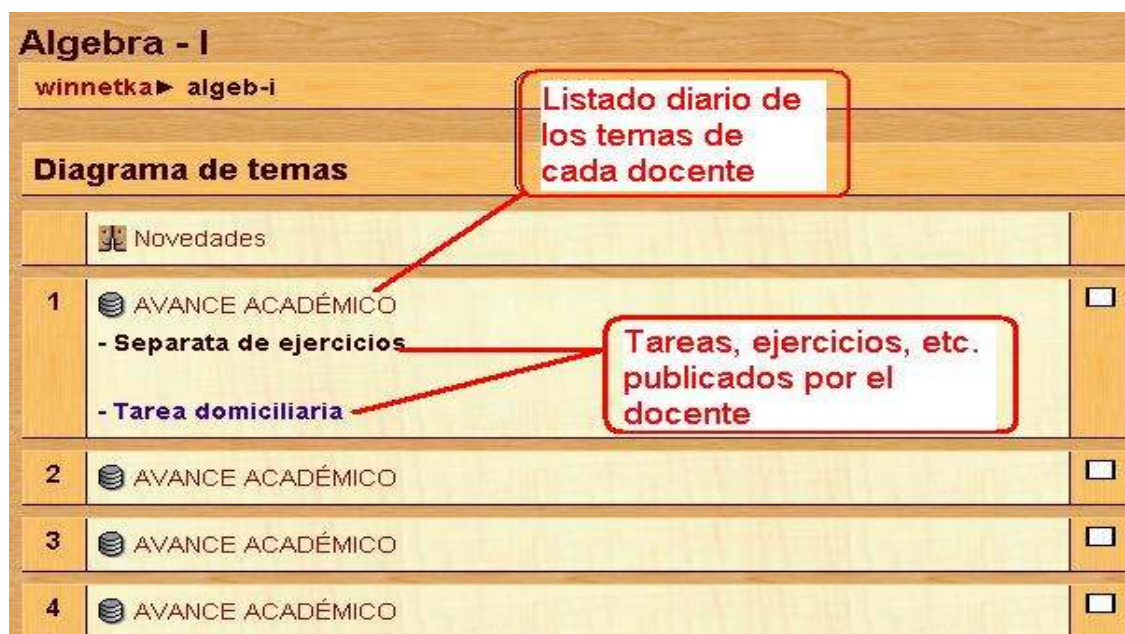 Algebra - I
winnetka► algeb-i
Listado diario de
los temas de
cada docente
Diagrama de temas
Novedades
1 AVANCE ACADÉMICO
- Separata de ejercicios
Tareas, ejercicios, etc.
publicados por el
docente
- Tarea domiciliaria
2 AVANCE ACADÉMICO
3 AVANCE ACADÉMICO
4 AVANCE ACADÉMICO